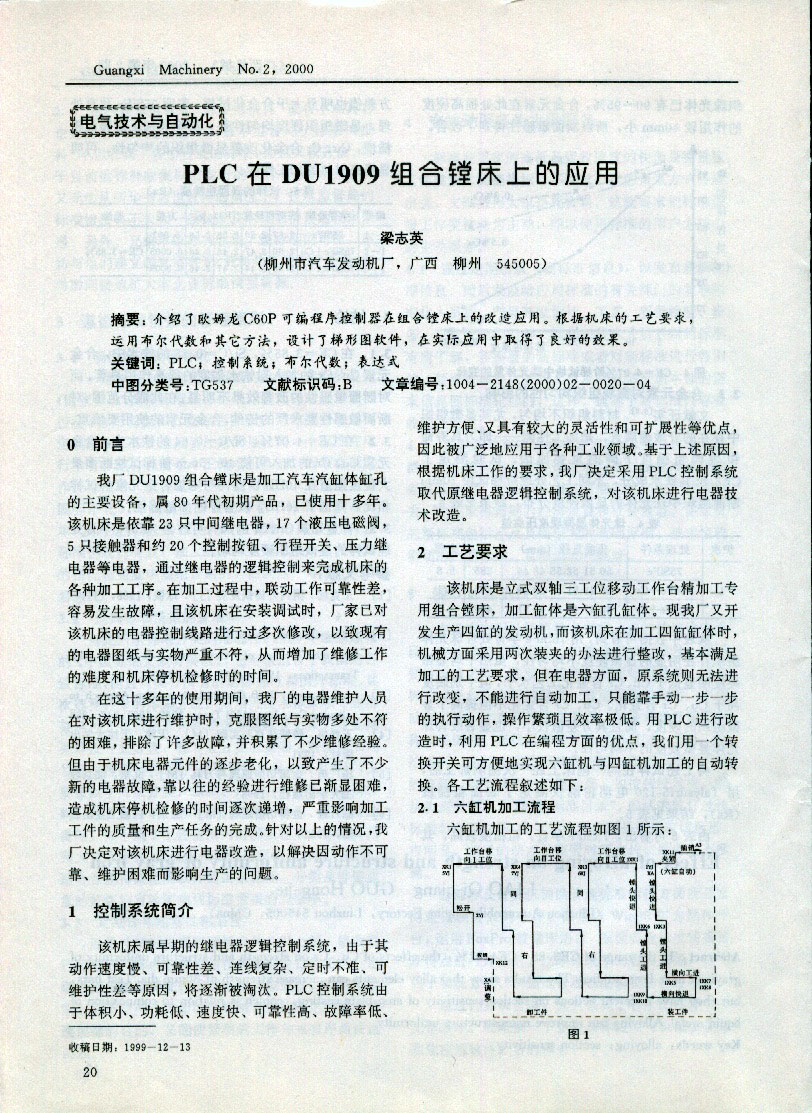 Guangxi Machinery No.2, 2000
电气技术与自动化
PLC 在 DU1909 组合镗床上的应用
梁志英
(柳州市汽车发动机厂，广西 柳州 545005)
摘要：介绍了欧姆龙 C60P 可编程序控制器在组合镗床上的改造应用。根据机床的工艺要求，
运用布尔代数和其它方法，设计了梯形图软件，在实际应用中取得了良好的效果。
关键词：PLC；控制系统；布尔代数；表达式
中图分类号：TG537 文献标识码：B 文章编号：1004—2148(2000)02—0020—04
0 前言
我厂 DU1909 组合镗床是加工汽车汽缸体缸孔
的主要设备，属 80 年代初期产品，已使用十多年。
该机床是依靠 23 只中间继电器，17 个液压电磁阀，
5 只接触器和约 20 个控制按钮、行程开关、压力继
电器等电器，通过继电器的逻辑控制来完成机床的
各种加工工序。在加工过程中，联动工作可靠性差，
容易发生故障，且该机床在安装调试时，厂家已对
该机床的电器控制线路进行过多次修改，以致现有
的电器图纸与实物严重不符，从而增加了维修工作
的难度和机床停机检修时的时间。
在这十多年的使用期间，我厂的电器维护人员
在对该机床进行维护时，克服图纸与实物多处不符
的困难，排除了许多故障，并积累了不少维修经验。
但由于机床电器元件的逐步老化，以致产生了不少
新的电器故障，靠以往的经验进行维修已渐显困难，
造成机床停机检修的时间逐次递增，严重影响加工
工件的质量和生产任务的完成。针对以上的情况，我
厂决定对该机床进行电器改造，以解决因动作不可
靠、维护困难而影响生产的问题。
1 控制系统简介
该机床属早期的继电器逻辑控制系统，由于其
动作速度慢、可靠性差、连线复杂、定时不准、可
维护性差等原因，将逐渐被淘汰。PLC 控制系统由
于体积小、功耗低、速度快、可靠性高、故障率低、
收稿日期：1999—12—13
20
维护方便、又具有较大的灵活性和可扩展性等优点，
因此被广泛地应用于各种工业领域。基于上述原因，
根据机床工作的要求，我厂决定采用 PLC 控制系统
取代原继电器逻辑控制系统，对该机床进行电器技
术改造。
2 工艺要求
该机床是立式双轴三工位移动工作台精加工专
用组合镗床，加工缸体是六缸孔缸体。现我厂又开
发生产四缸的发动机，而该机床在加工四缸缸体时，
机械方面采用两次装夹的办法进行整改，基本满足
加工的工艺要求，但在电器方面，原系统则无法进
行改变，不能进行自动加工，只能靠手动一步一步
的执行动作，操作繁琐且效率极低。用 PLC 进行改
造时，利用 PLC 在编程方面的优点，我们用一个转
换开关可方便地实现六缸机与四缸机加工的自动转
换。各工艺流程叙述如下：
2.1 六缸机加工流程
六缸机加工的工艺流程如图 1 所示：
工作台移
向Ⅰ工位
工作台移
向Ⅱ工位
工作台移
向Ⅲ工位
夹紧
(六缸自动)
镗头快退
镗头快进
松开
同
同
右
右
镗头工退
镗头工进
调整
横向工进
横向快进
卸工件
装工件
图 1